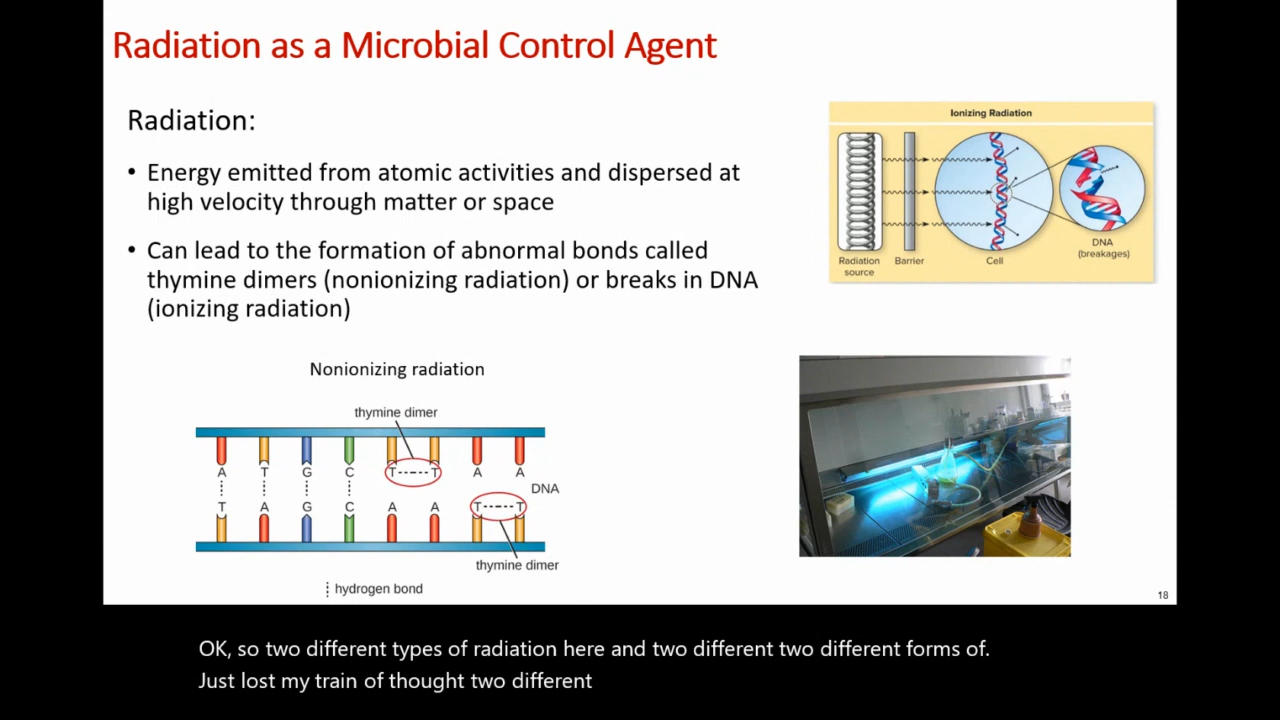 Radiation as a Microbial Control Agent
Radiation:
• Energy emitted from atomic activities and dispersed at
high velocity through matter or space
• Can lead to the formation of abnormal bonds called
thymine dimers (nonionizing radiation) or breaks in DNA
(ionizing radiation)
Ionizing Radiation
Radiation
source
Barrier
Cell
DNA
(breakages)
Nonionizing radiation
thymine dimer
A T G C T T A A
DNA
T A G C A A T T
thymine dimer
hydrogen bond
18
OK, so two different types of radiation here and two different two different forms of.
Just lost my train of thought two different